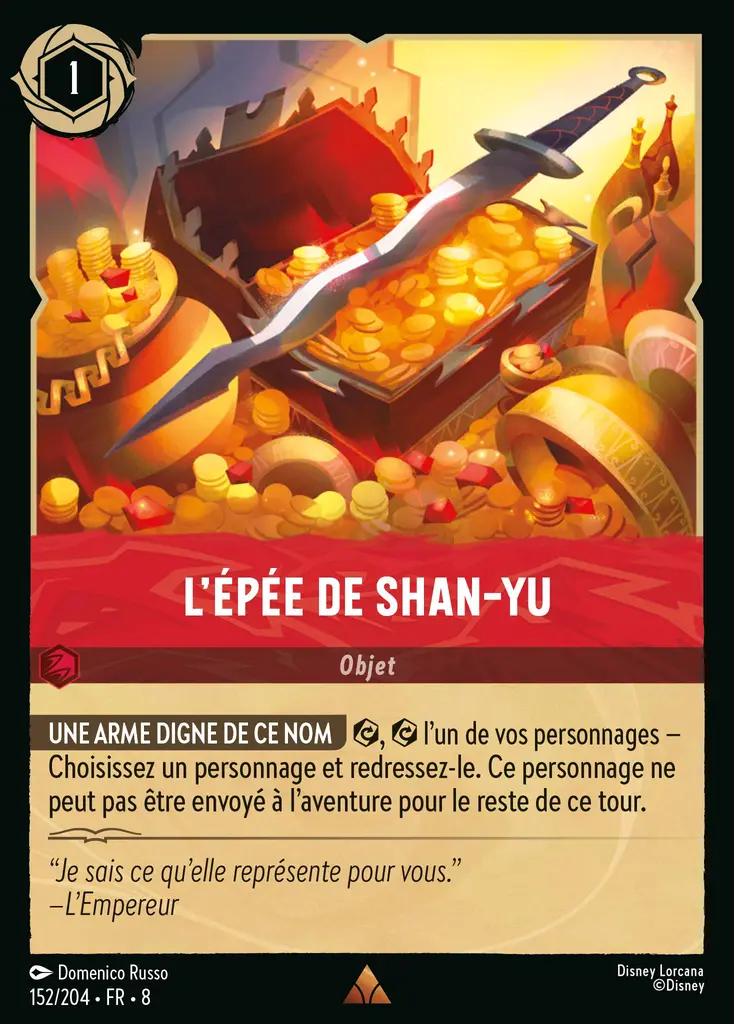 1
L'ÉPÉE DE SHAN-YU
Objet
UNE ARME DIGNE DE CE NOM , l'un de vos personnages –
Choisissez un personnage et redressez-le. Ce personnage ne
peut pas être envoyé à l'aventure pour le reste de ce tour.
“Je sais ce qu'elle représente pour vous.”
–L'Empereur
Domenico Russo
Disney Lorcana
152/204 • FR • 8
©Disney